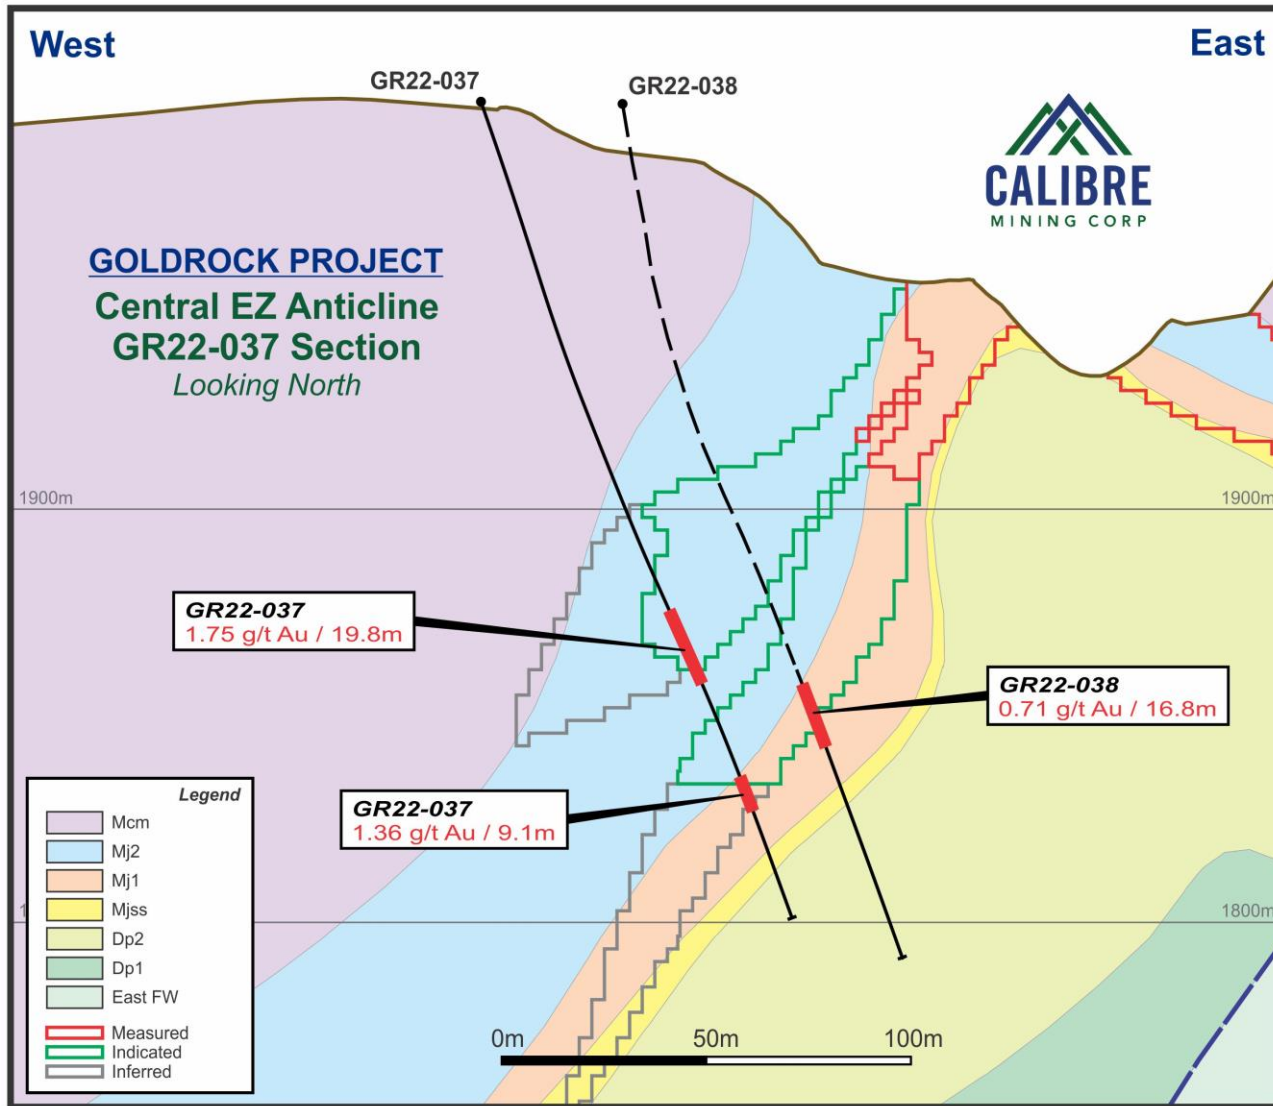 West
East
GR22-037
GR22-038
CALIBRE
MINING CORP
GOLDROCK PROJECT
Central EZ Anticline
GR22-037 Section
Looking North
1900m
1900m
GR22-037
1.75 g/t Au / 19.8m
GR22-038
0.71 g/t Au / 16.8m
GR22-037
1.36 g/t Au / 9.1m
Legend
Mcm
Mj2
Mj1
Mjss
Dp2
Dp1
East FW
Measured
Indicated
Inferred
1800m
0m
50m
100m